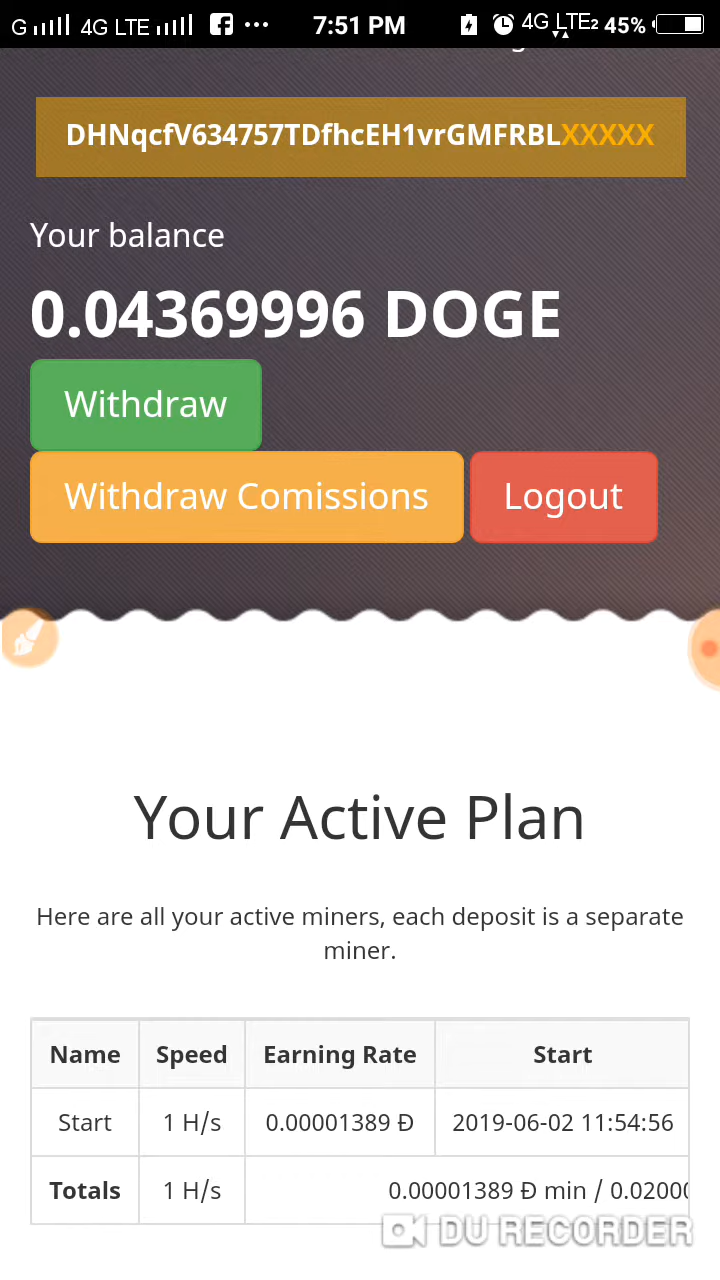 G 4G LTE 7:51 PM 4G LTE2 45%
DHNqcfV634757TDfhcEH1vrGMFRBLXXXXX
Your balance
0.04369996 DOGE
Withdraw
Withdraw Comissions Logout
Your Active Plan
Here are all your active miners, each deposit is a separate
miner.
Name Speed Earning Rate Start
Start 1 H/s 0.00001389 Ð 2019-06-02 11:54:56
Totals 1 H/s 0.00001389 Ð min / 0.0200
DU RECORDER